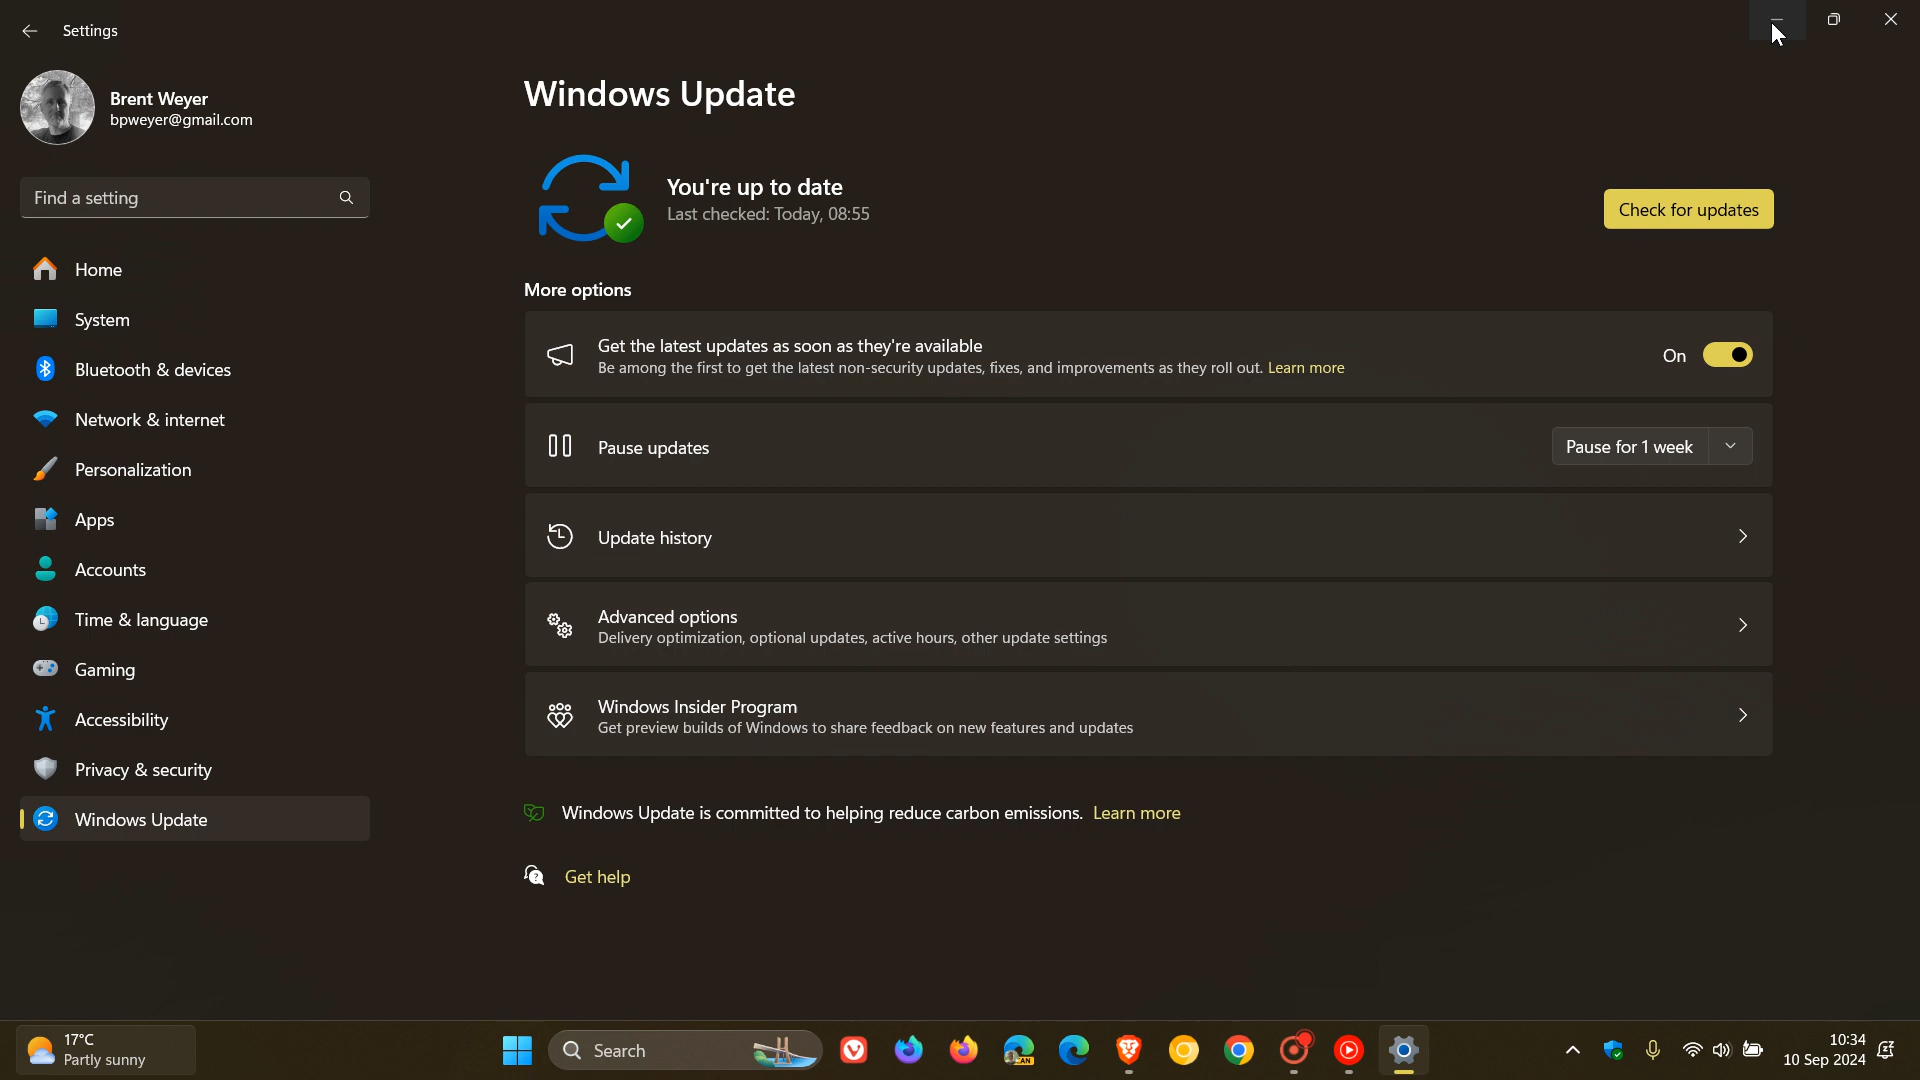 Settings
Brent Weyer
bpweyer@gmail.com
Find a setting
Home
System
Bluetooth & devices
Network & internet
Personalization
Apps
Accounts
Time & language
Gaming
Accessibility
Privacy & security
Windows Update
Windows Update
You're up to date
Last checked: Today, 08:55
Check for updates
More options
Get the latest updates as soon as they're available
Be among the first to get the latest non-security updates, fixes, and improvements as they roll out. Learn more
On
Pause updates
Pause for 1 week
Update history
Advanced options
Delivery optimization, optional updates, active hours, other update settings
Windows Insider Program
Get preview builds of Windows to share feedback on new features and updates
Windows Update is committed to helping reduce carbon emissions. Learn more
Get help
17°C
Partly sunny
Search
CAN
10:34
10 Sep 2024